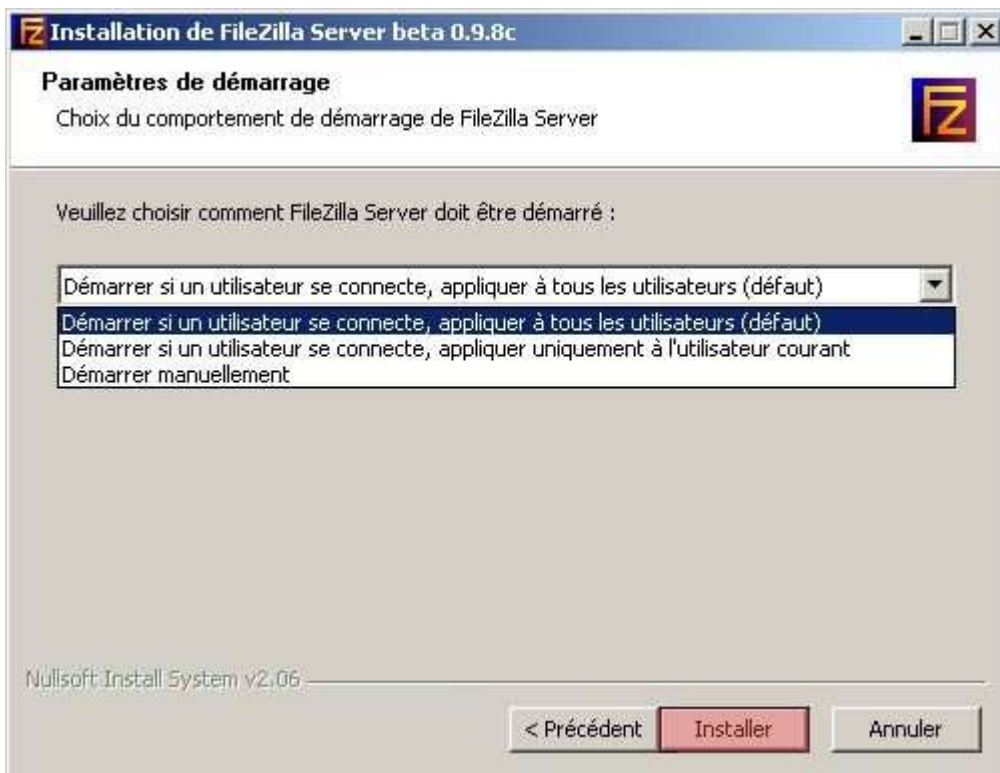 FZ Installation de FileZilla Server beta 0.9.8c
Paramètres de démarrage
Choix du comportement de démarrage de FileZilla Server
FZ
Veuillez choisir comment FileZilla Server doit être démarré :
Démarrer si un utilisateur se connecte, appliquer à tous les utilisateurs (défaut)
Démarrer si un utilisateur se connecte, appliquer à tous les utilisateurs (défaut)
Démarrer si un utilisateur se connecte, appliquer uniquement à l'utilisateur courant
Démarrer manuellement
Nullsoft Install System v2.06
< Précédent Installer Annuler